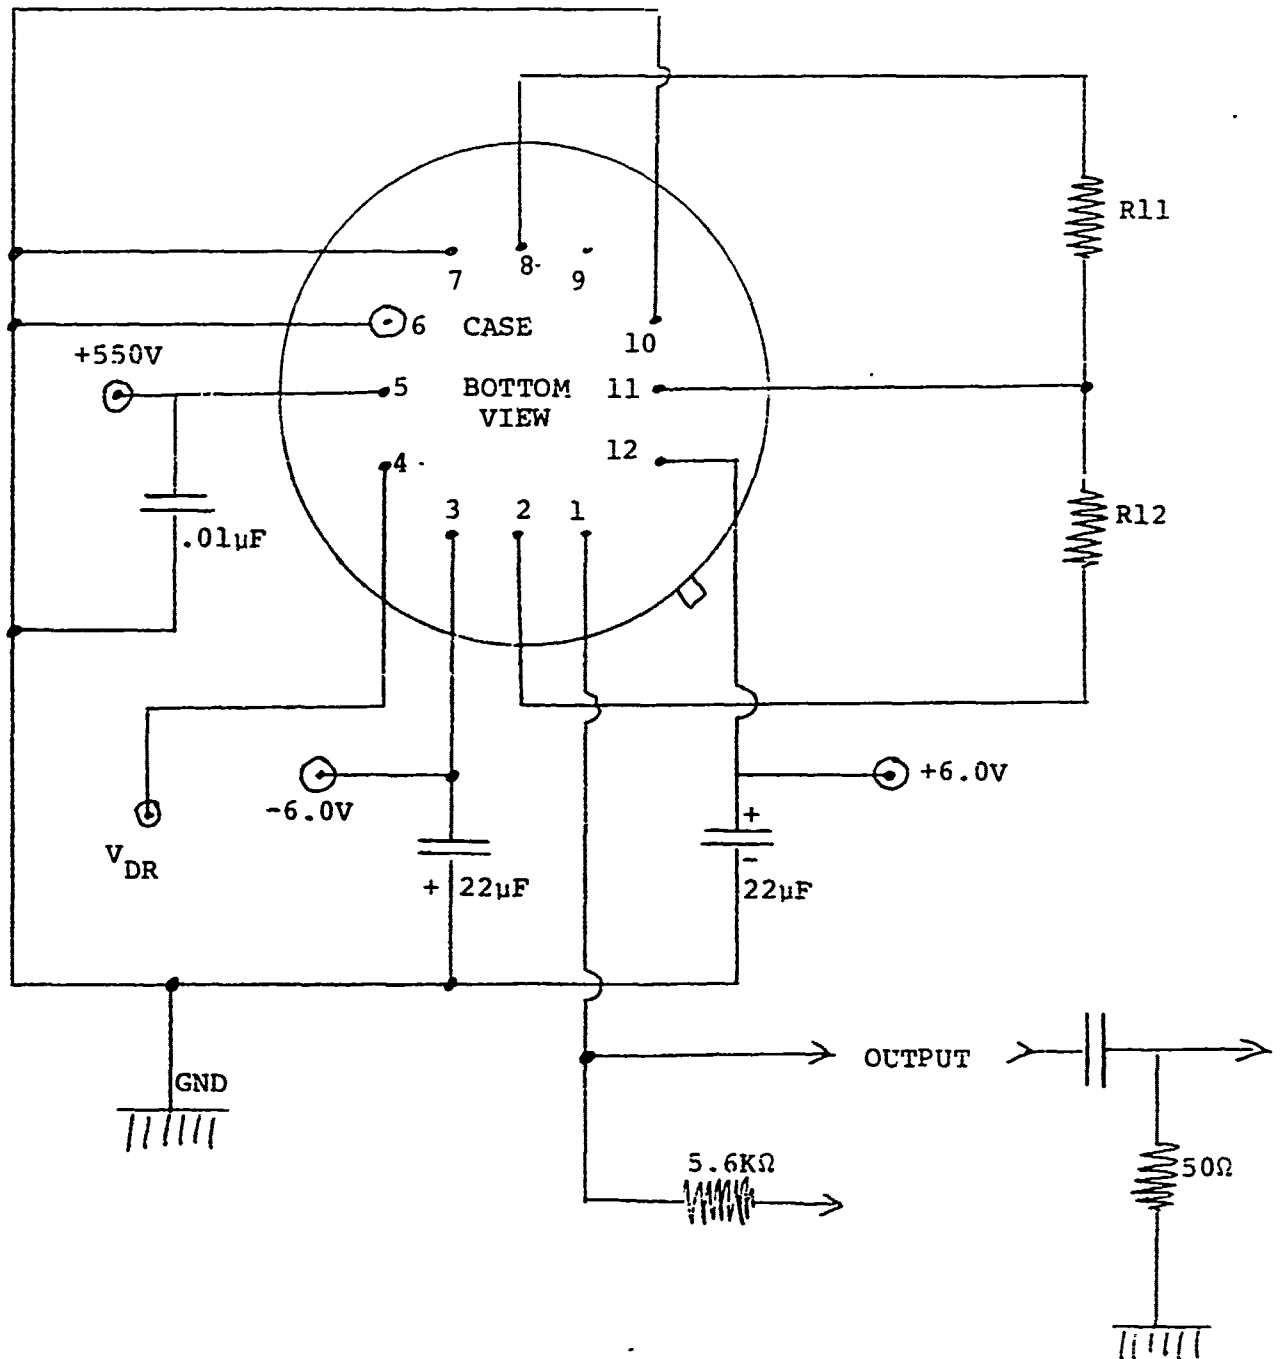 R11
7
8
9
6
CASE
10
+550V
5
BOTTOM
VIEW
11
4
12
3
2
1
.01µF
R12
-6.0V
+6.0V
V
DR
+
-
+
22µF
22µF
GND
OUTPUT
5.6KΩ
50Ω